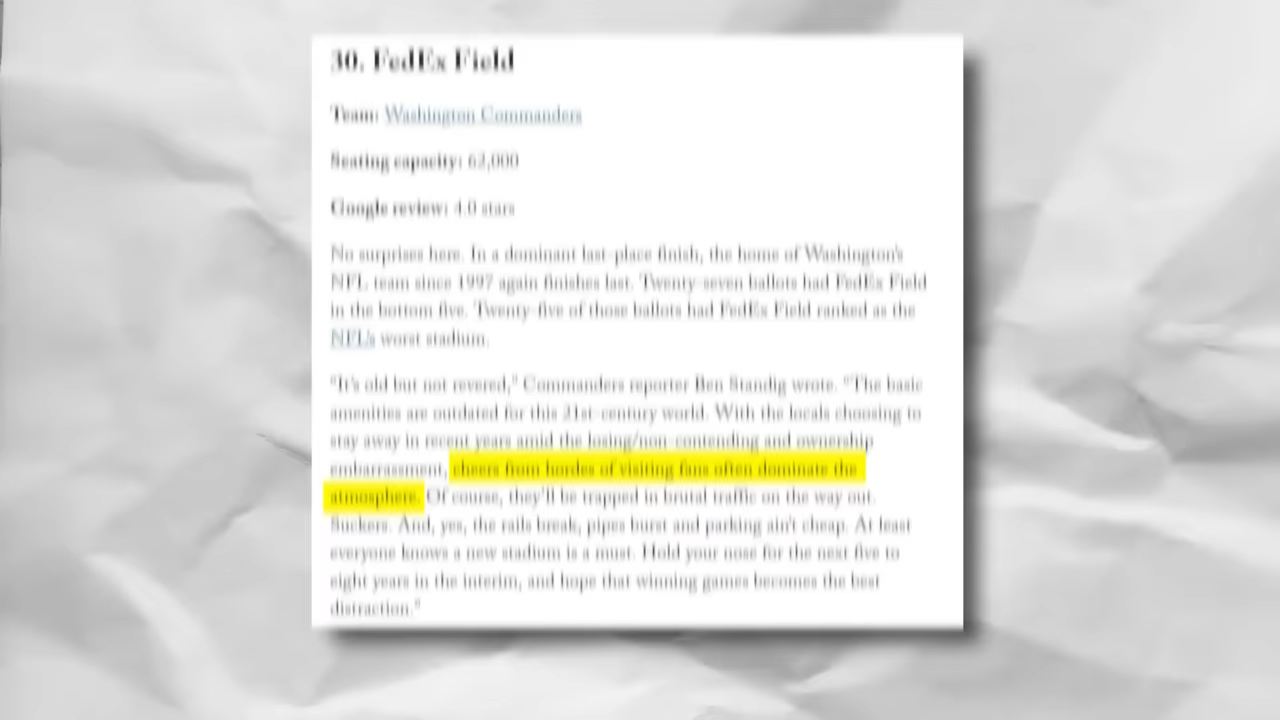 30. FedEx Field
Team: Washington Commanders
Seating capacity: 62,000
Google review: 4.0 stars
No surprises here. In a dominant last-place finish, the home of Washington's
NFL team since 1997 again finishes last. Twenty-seven ballots had FedEx Field
in the bottom five. Twenty-five of those ballots had FedEx Field ranked as the
NFL's worst stadium.
"It's old but not revered," Commanders reporter Ben Standig wrote. "The basic
amenities are outdated for this 21st-century world. With the locals choosing to
stay away in recent years amid the losing/non-contending and ownership
embarrassment, cheers from hordes of visiting fans often dominate the
atmosphere. Of course, they'll be trapped in brutal traffic on the way out.
Suckers. And, yes, the rails break, pipes burst and parking ain't cheap. At least
everyone knows a new stadium is a must. Hold your nose for the next five to
eight years in the interim, and hope that winning games becomes the best
distraction."